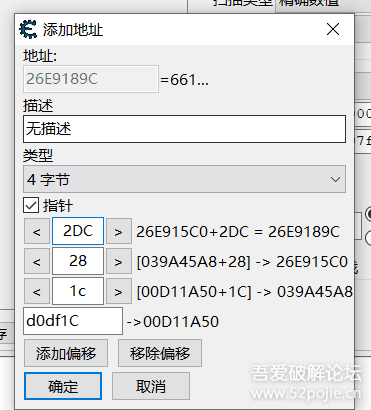 扫描类型 精确数值
添加地址
地址:
26E9189C =661...
描述
无描述
类型
4 字节
指针
< 2DC > 26E915C0+2DC = 26E9189C
< 28 > [039A45A8+28] -> 26E915C0
< 1c > [00D11A50+1C] -> 039A45A8
d0df1C ->00D11A50
添加偏移 移除偏移
确定 取消
吾爱破解论坛
www.52pojie.cn